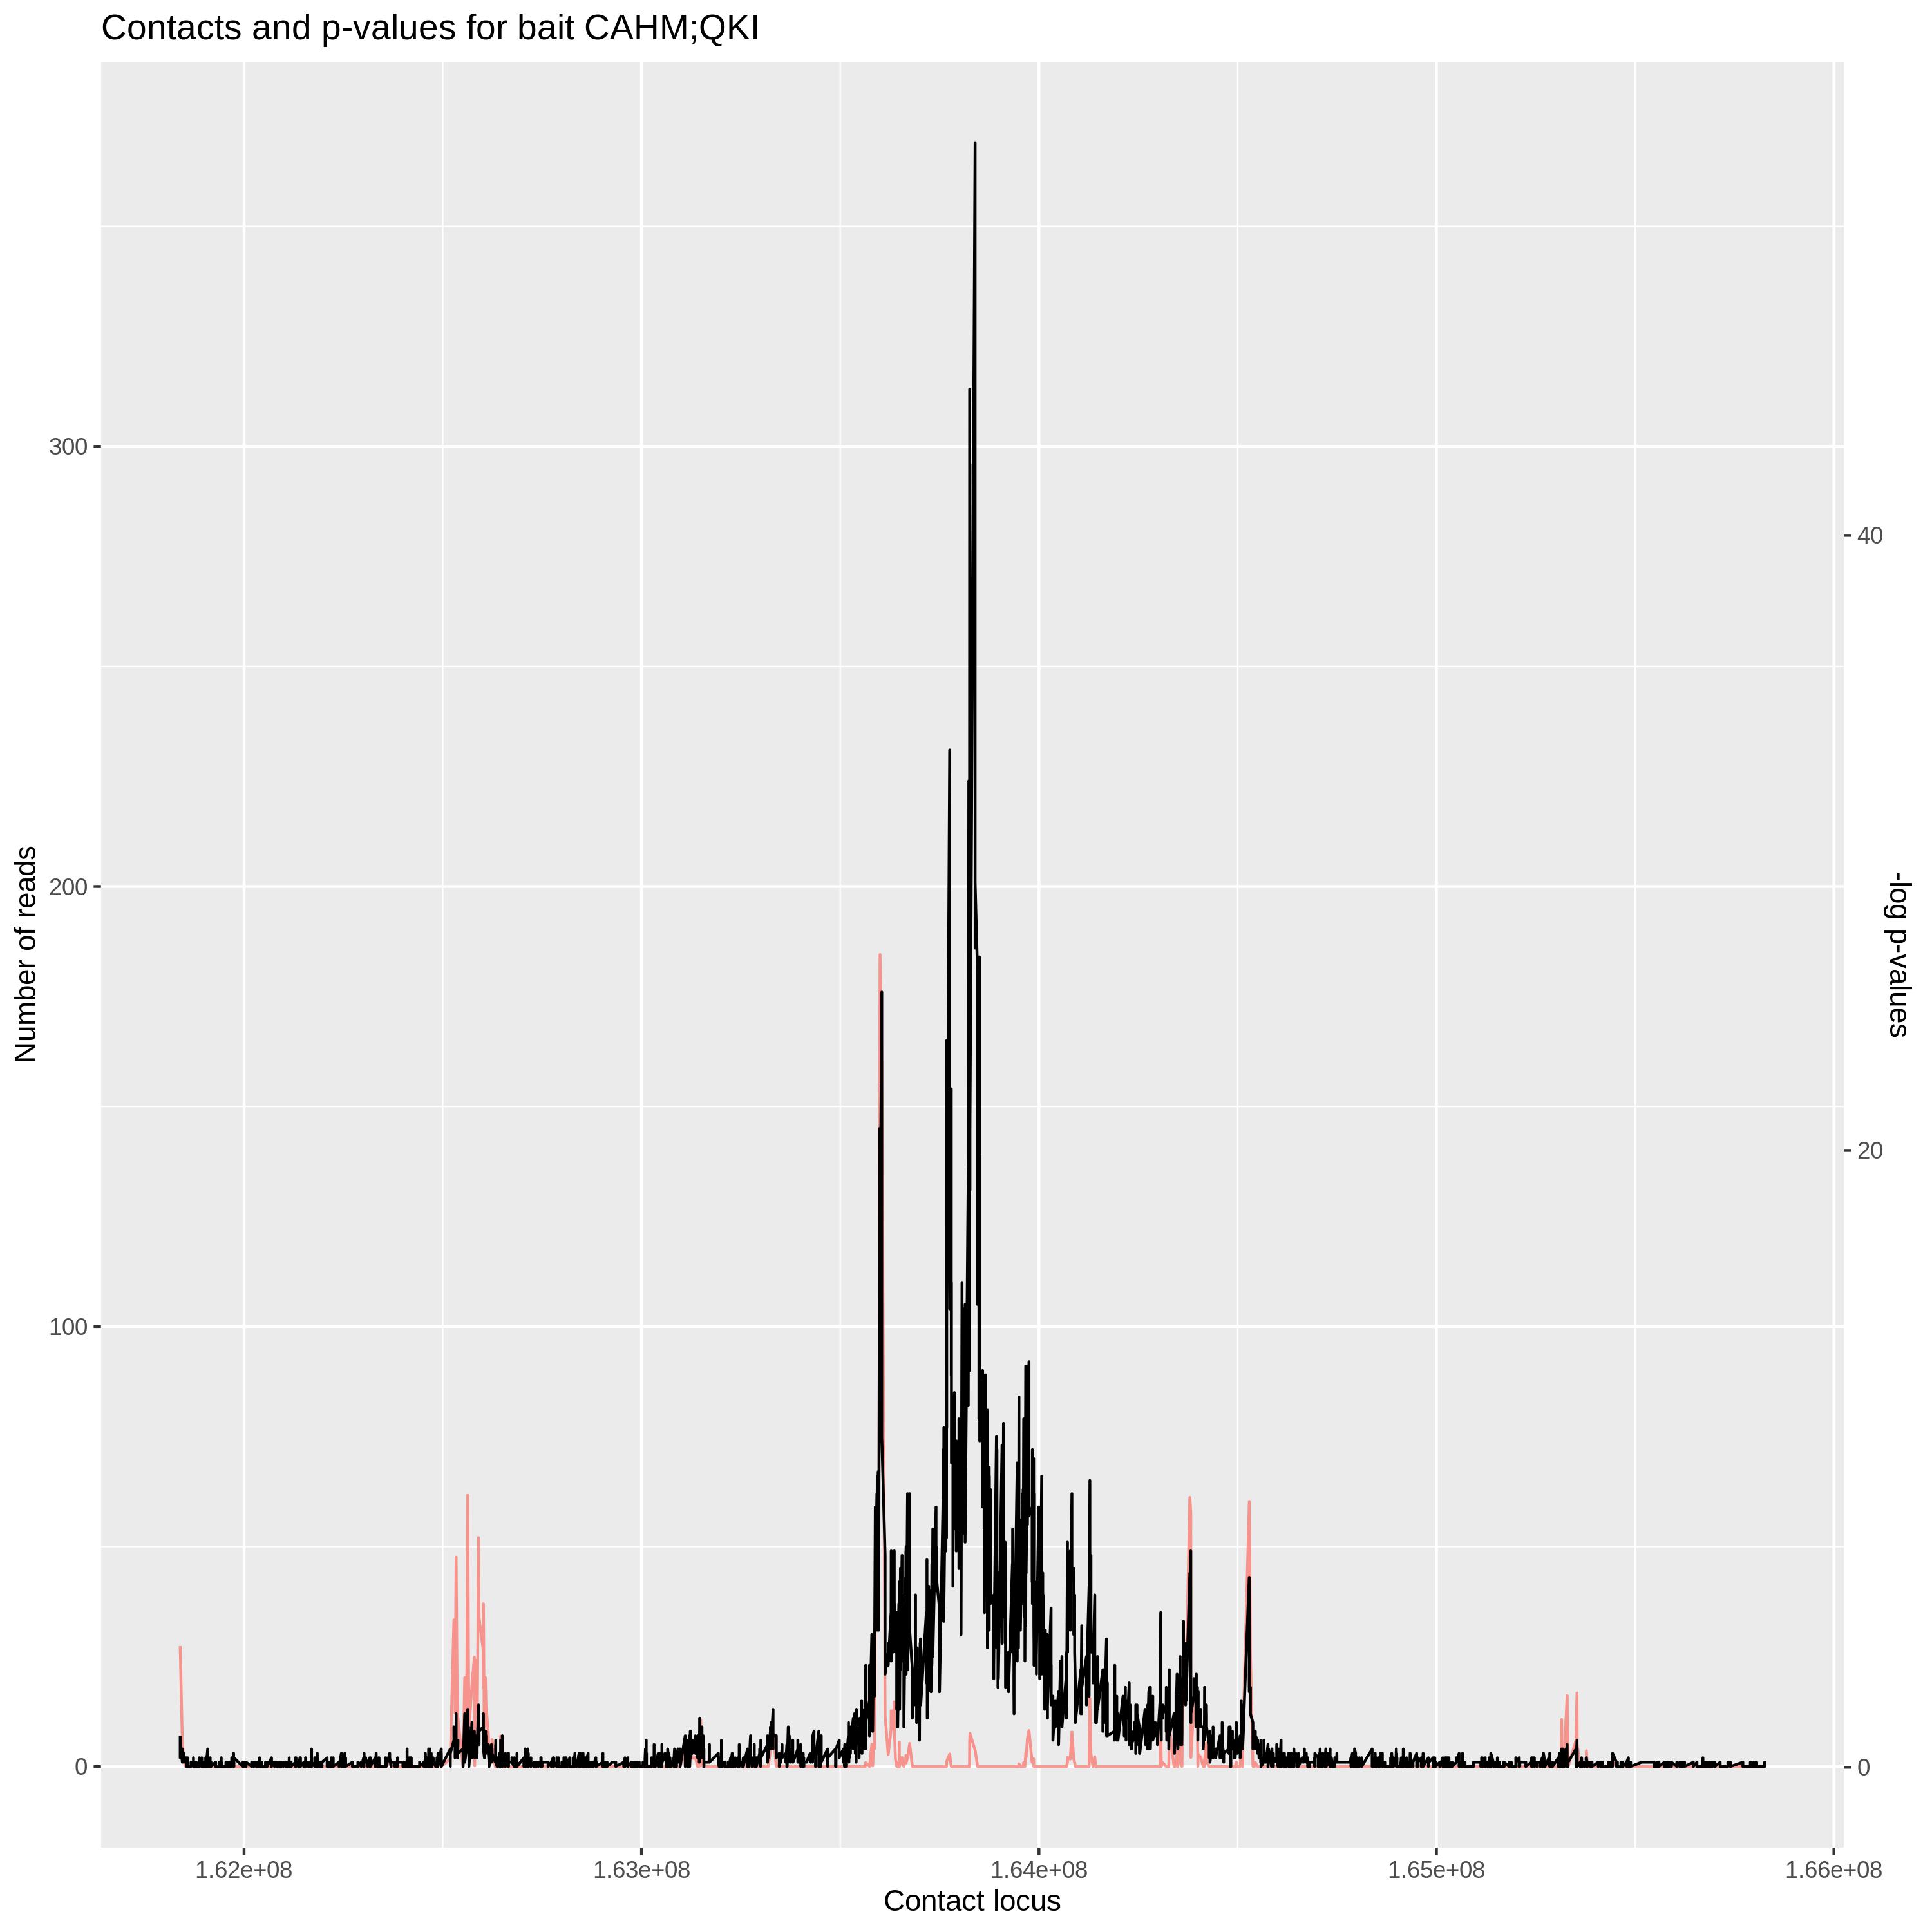 Contacts and p-values for bait CAHM;QKI
Number of reads
300
200
100
0
40
20
0
-log p-values
1.62e+08
1.63e+08
1.64e+08
1.65e+08
1.66e+08
Contact locus